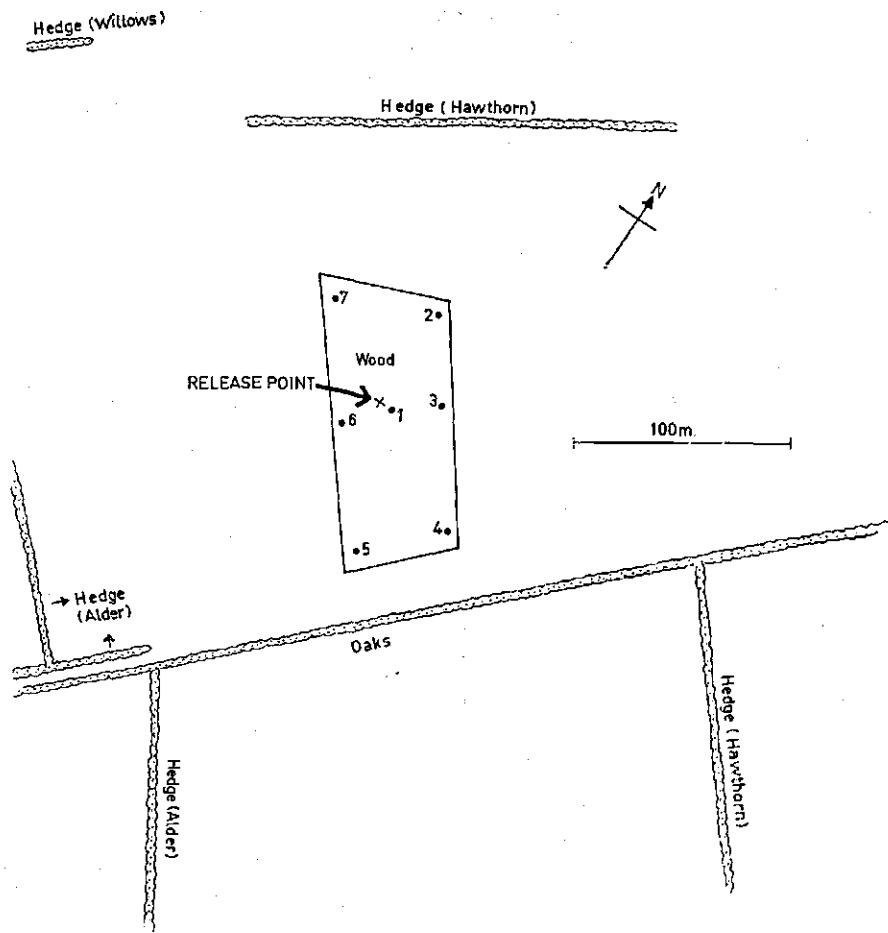 Hedge (Willows)
Hedge (Hawthorn)
N
7
2
Wood
RELEASE POINT
3
1
6
100m.
4
5
Hedge
(Alder)
Oaks
Hedge (Alder)
Hedge (Hawthorn)